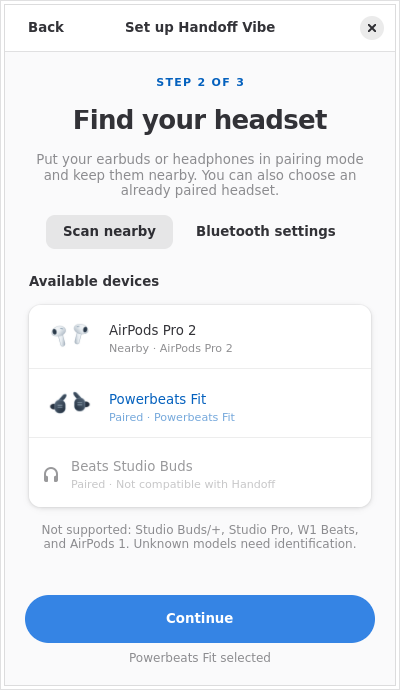 Back
Set up Handoff Vibe
STEP 2 OF 3
Find your headset
Put your earbuds or headphones in pairing mode
and keep them nearby. You can also choose an
already paired headset.
Scan nearby
Bluetooth settings
Available devices
AirPods Pro 2
Nearby · AirPods Pro 2
Powerbeats Fit
Paired · Powerbeats Fit
Beats Studio Buds
Paired · Not compatible with Handoff
Not supported: Studio Buds/+, Studio Pro, W1 Beats,
and AirPods 1. Unknown models need identification.
Continue
Powerbeats Fit selected